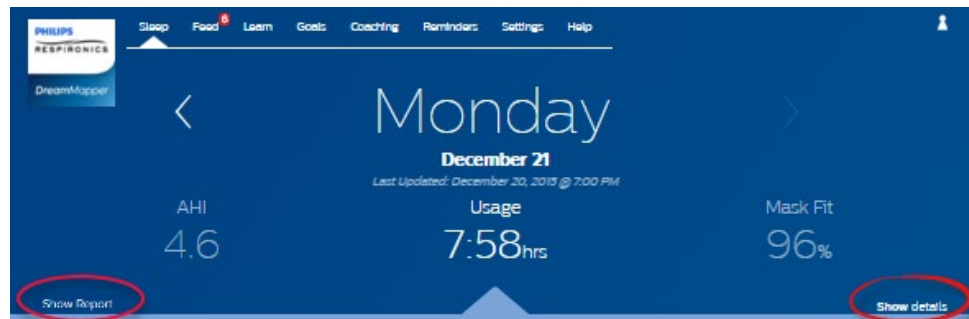 PHILIPS
RESPIRONICS
DreamMapper
Sleep Feed 6 Learn Goals Coaching Reminders Settings Help
Monday
December 21
Last Updated: December 20, 2015 @ 7:00 PM
AHI Usage Mask Fit
4.6 7:58hrs 96%
Show Report Show details